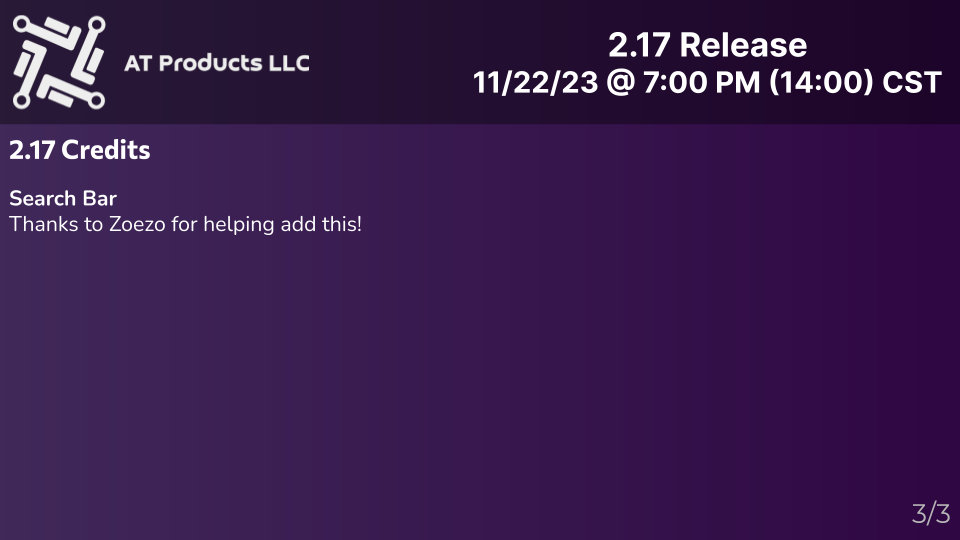 AT Products LLC
2.17 Release
11/22/23 @ 7:00 PM (14:00) CST
2.17 Credits
Search Bar
Thanks to Zoezo for helping add this!
3/3